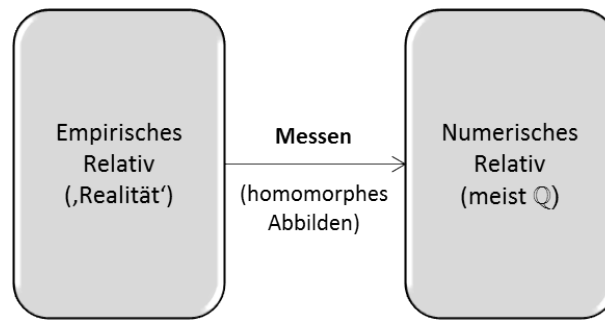 Empirisches
Relativ
(‚Realität‘)
Messen
(homomorphes
Abbilden)
Numerisches
Relativ
(meist ℚ)